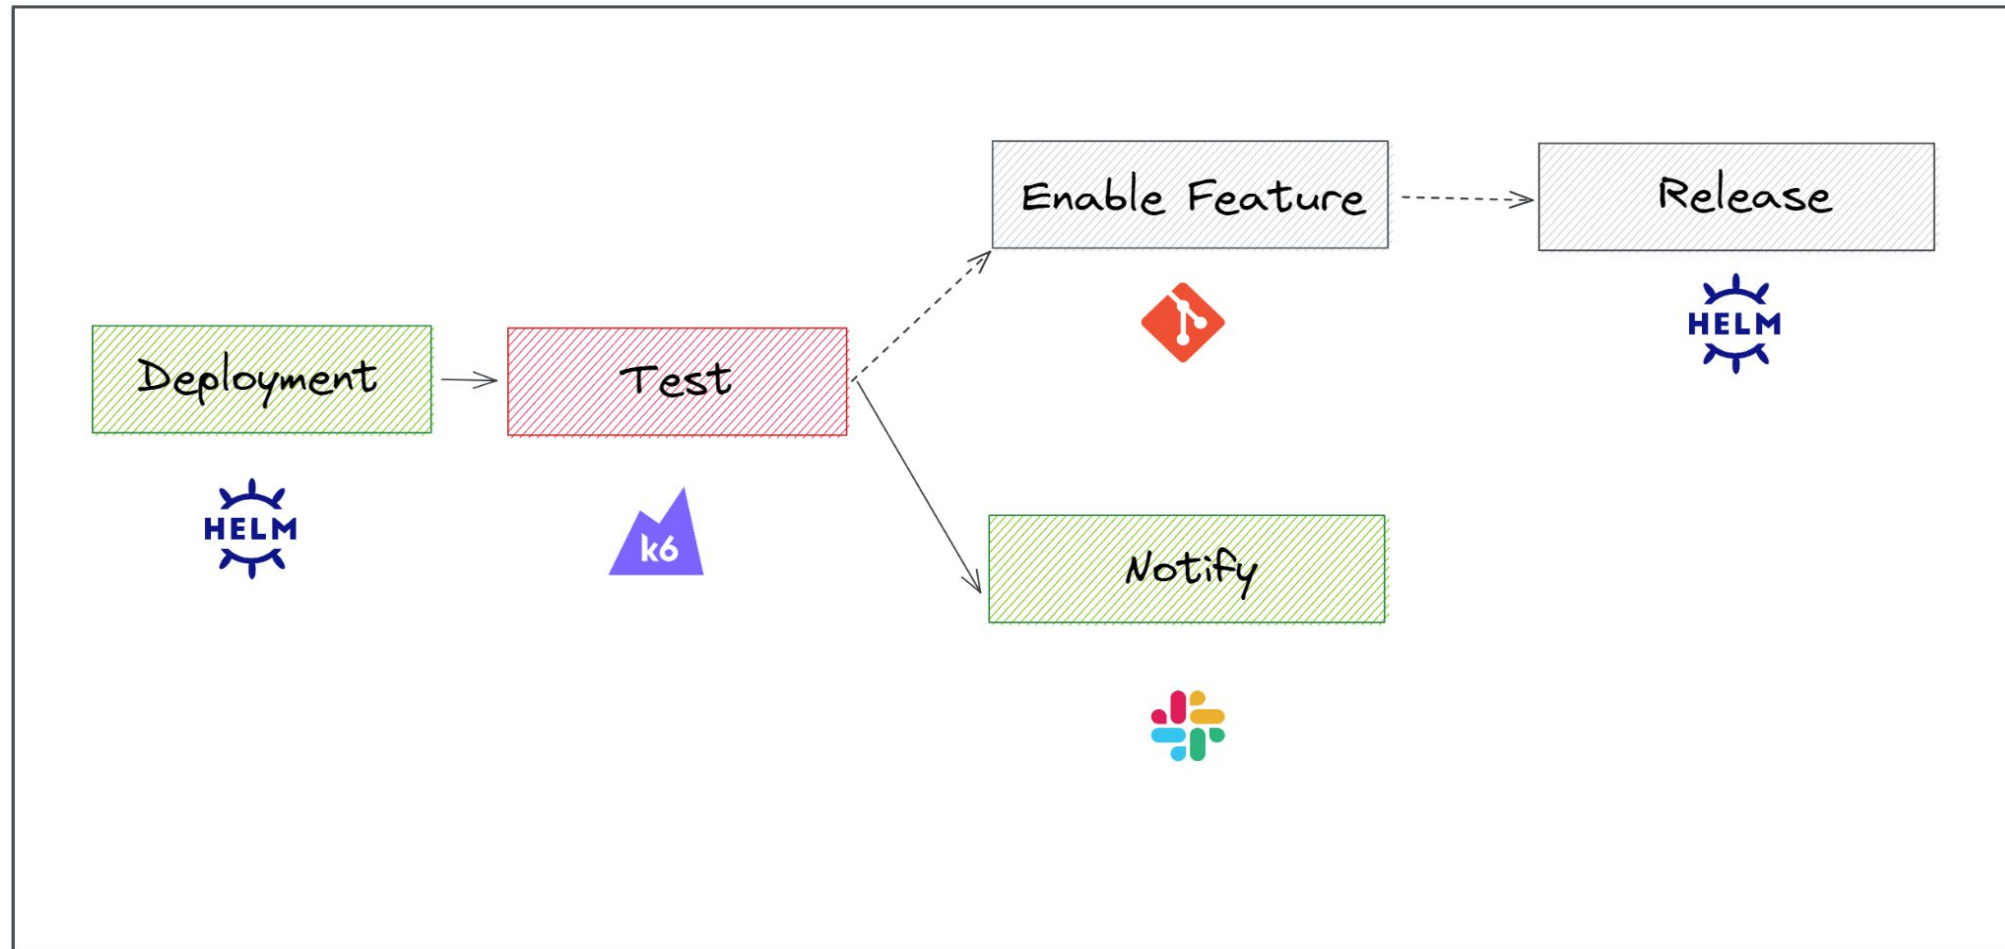 Enable Feature
Release
HELM
Deployment
Test
HELM
k6
Notify